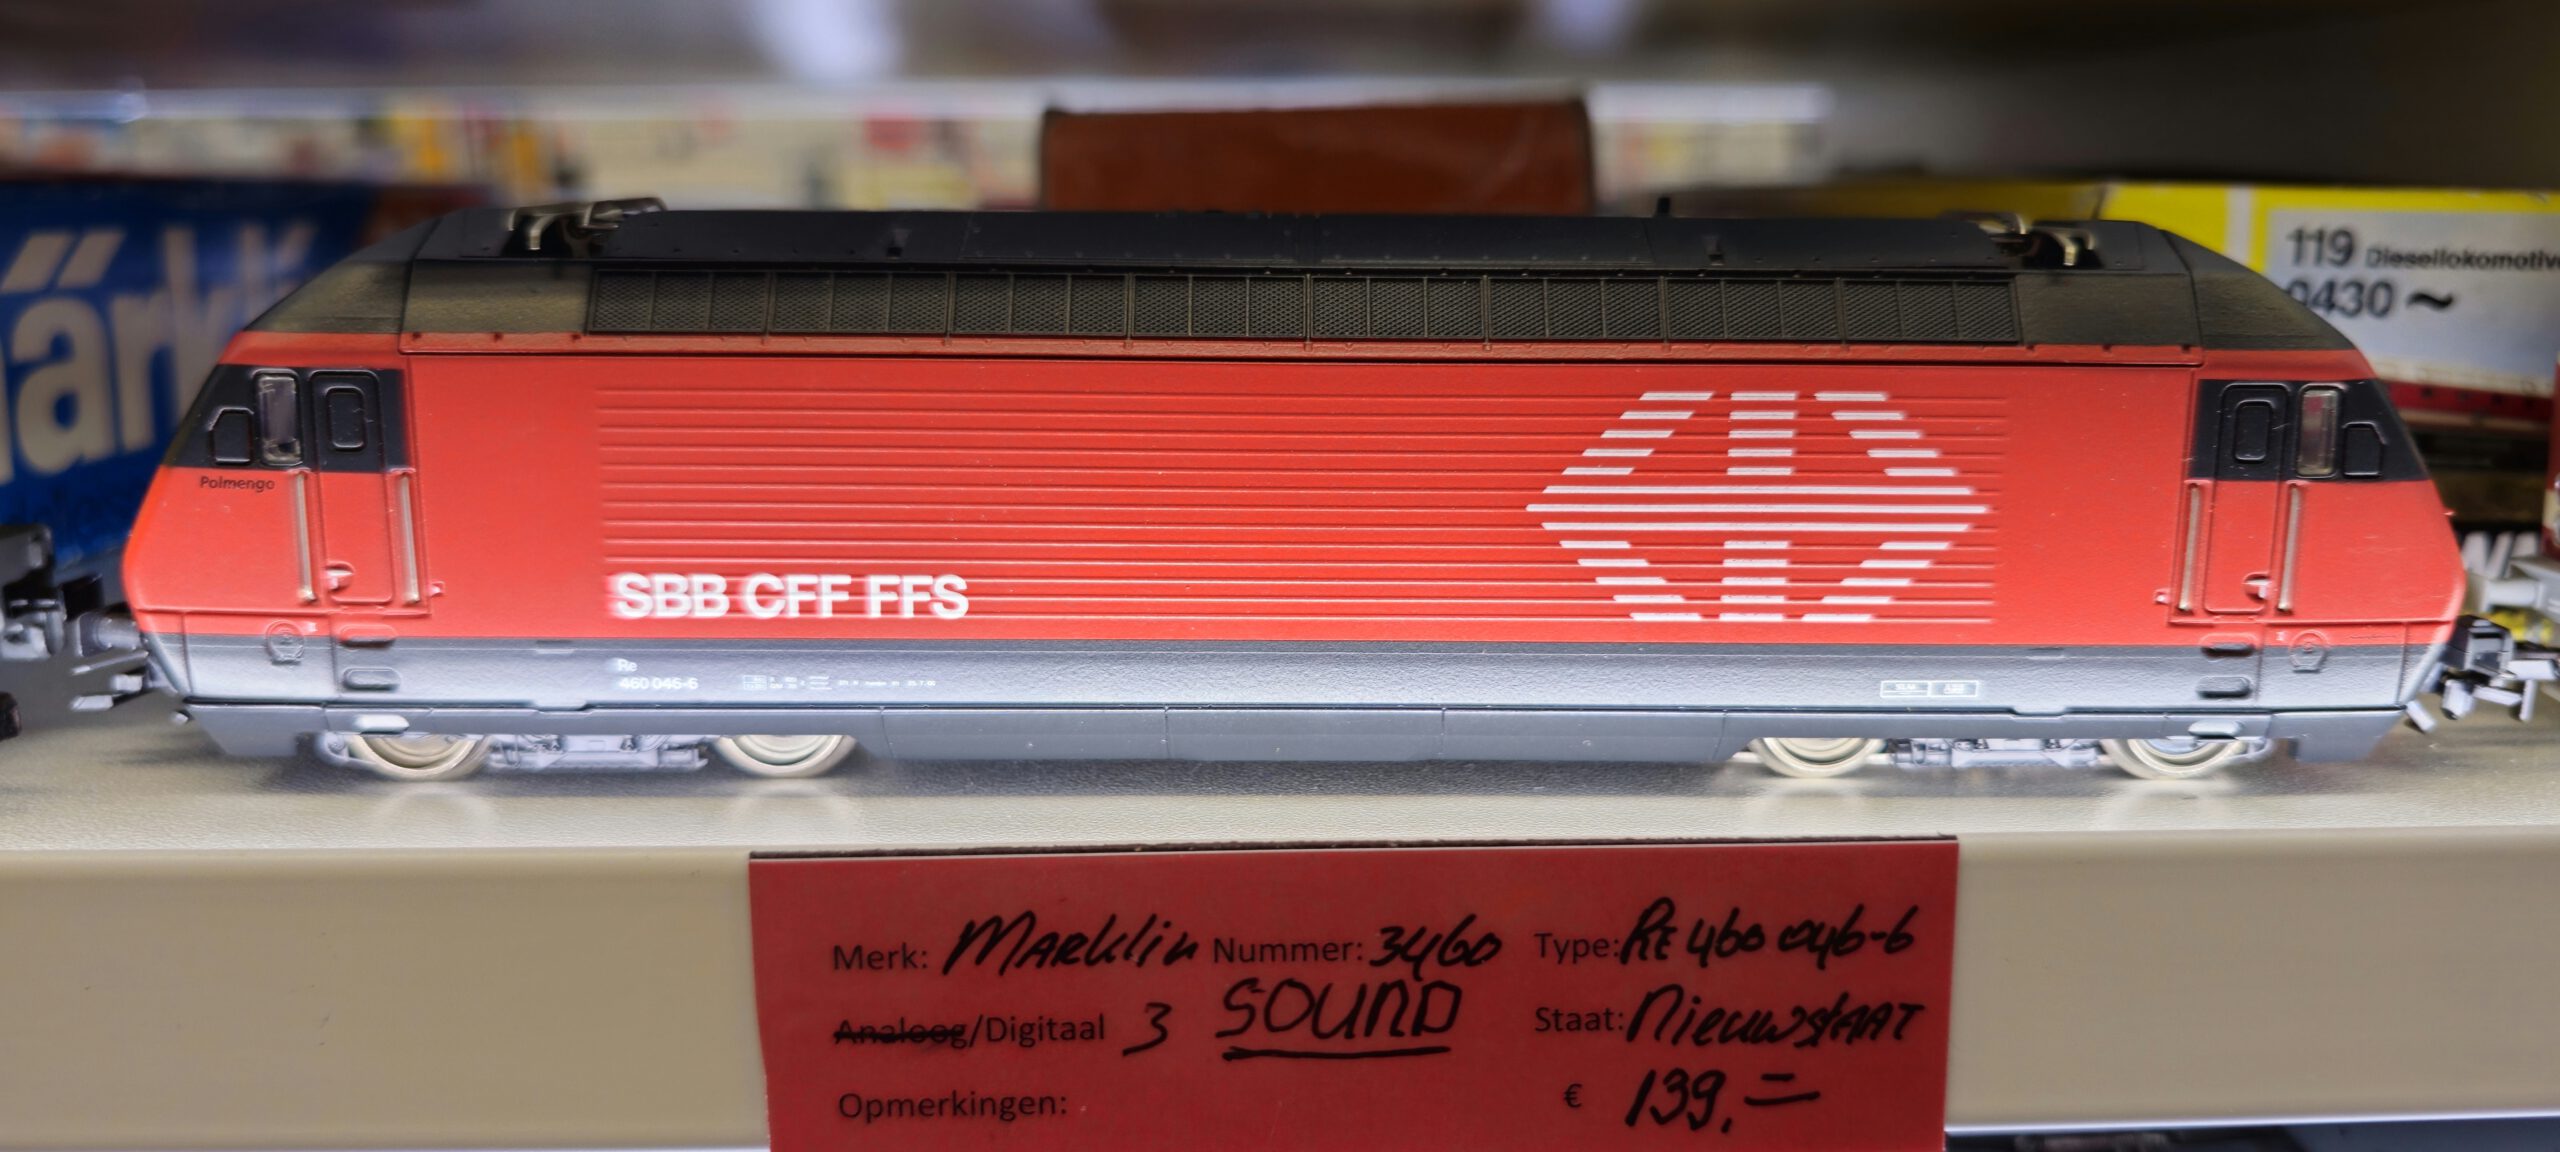 ärkl
119 Diesellokomotive
0430 ~
Polmengo
SBB CFF FFS
Re
460 046-6
Merk: MARKlin Nummer: 3460 Type: RE 460 046-6
Analoog/Digitaal 3 SOUND Staat: NieuwstAAT
Opmerkingen: € 139,=